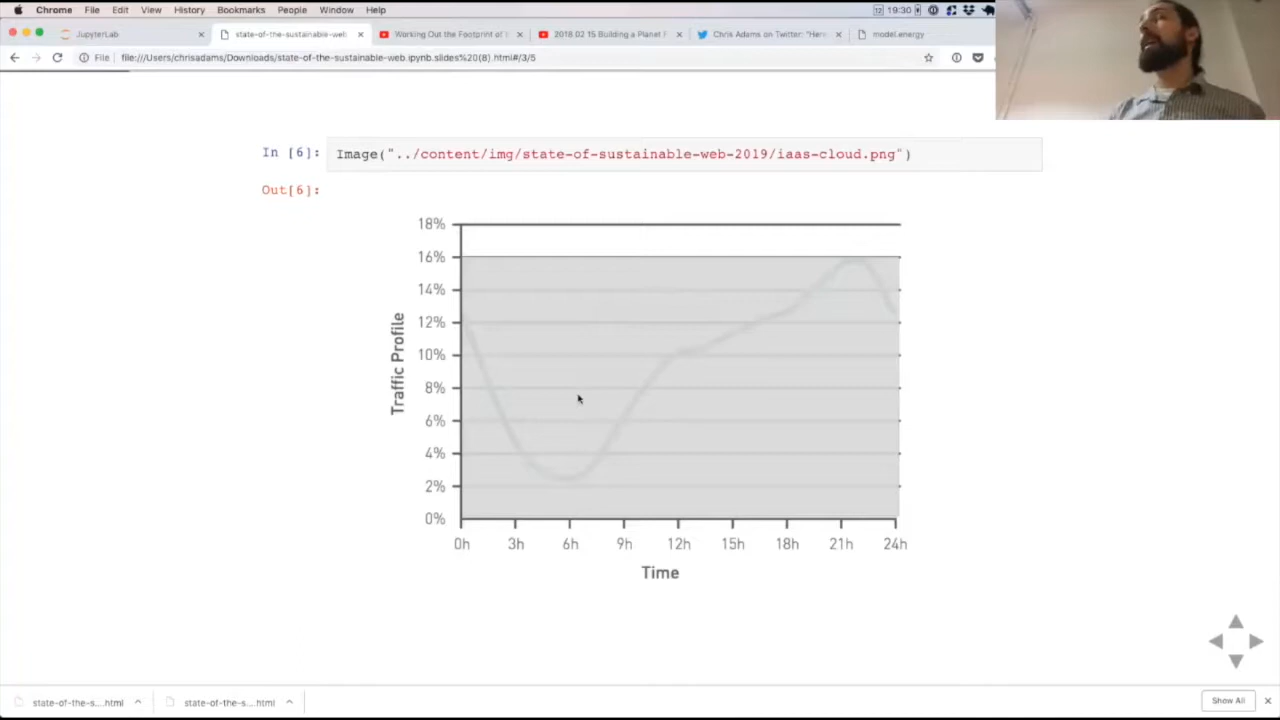 Chrome File Edit View History Bookmarks People Window Help 12 19:30
JupyterLab state-of-the-sustainable-web: Working Out the Footprint of 2018.02 15 Building a Planet F Chris Adams on Twitter: "Here model.energy
File file:///Users/chrisadams/Downloads/state-of-the-sustainable-web.ipynb.slides%20(8).html#/3/5
In [6]: Image("../content/img/state-of-sustainable-web-2019/iaas-cloud.png")
Out[6]:
18%
16%
14%
12%
10%
8%
6%
4%
2%
0%
Traffic Profile
0h 3h 6h 9h 12h 15h 18h 21h 24h
Time
state-of-the-s....html state-of-the-s....html Show All